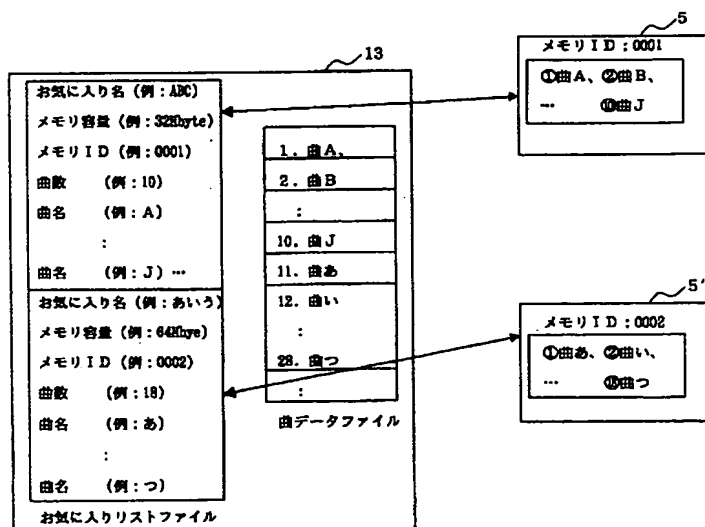 13
お気に入り名 (例:ABC)
メモリ容量 (例:32Mbyte)
メモリID (例:0001)
曲数 (例:10)
曲名 (例:A)
:
曲名 (例:J) …
お気に入り名 (例:あいう)
メモリ容量 (例:64Mbye)
メモリID (例:0002)
曲数 (例:18)
曲名 (例:あ)
:
曲名 (例:つ)
お気に入りリストファイル
1. 曲A、
2. 曲B
:
10. 曲J
11. 曲あ
12. 曲い
:
28. 曲つ
:
曲データファイル
5
メモリID:0001
①曲A、②曲B、
… ⑩曲J
5'
メモリID:0002
①曲あ、②曲い、
… ⑱曲つ